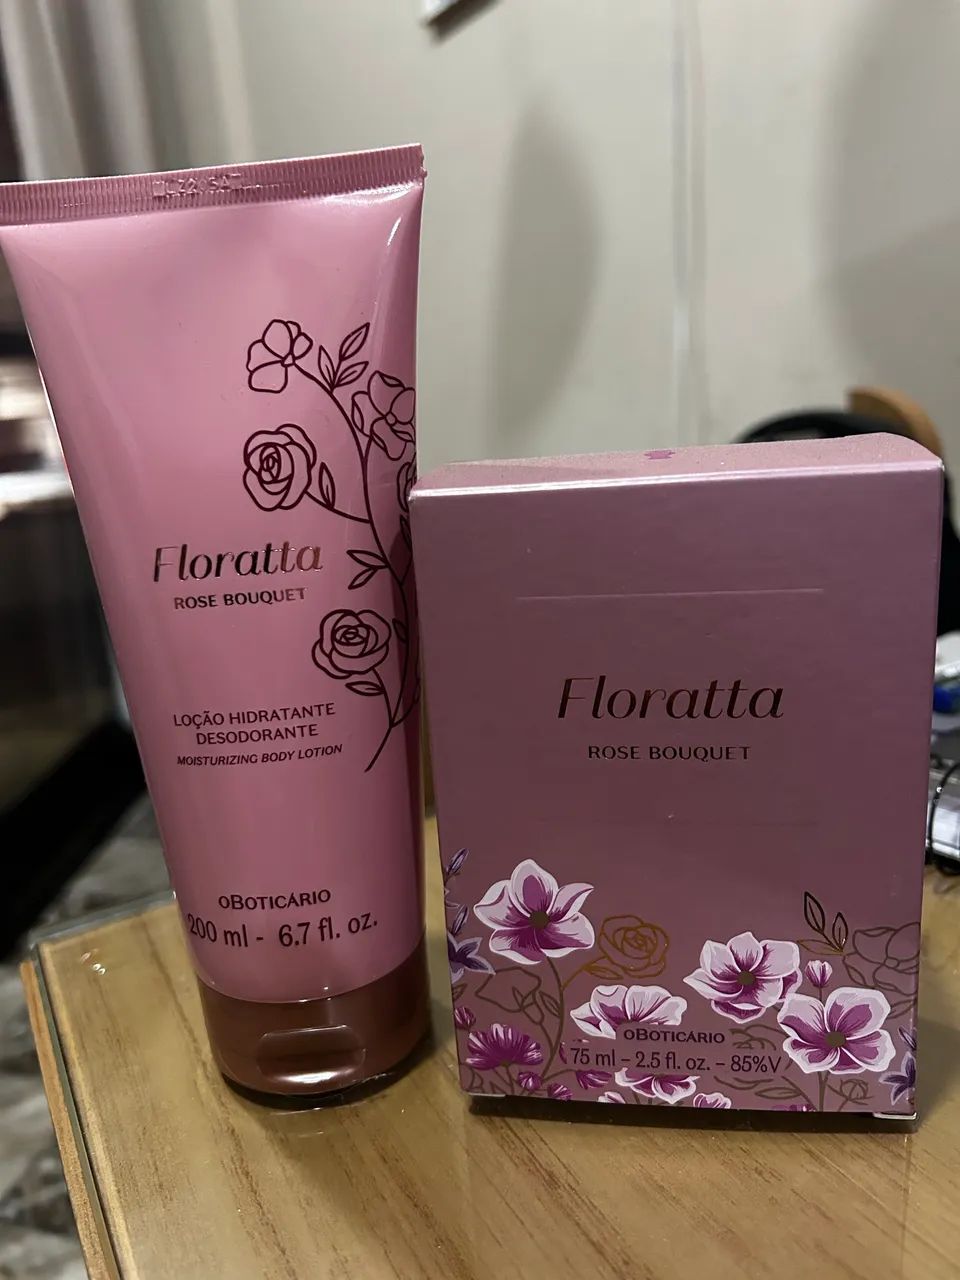 Floratta
ROSE BOUQUET
LOÇÃO HIDRATANTE
DESODORANTE
MOISTURIZING BODY LOTION
oBOTICÁRIO
200 ml - 6.7 fl. oz.
Floratta
ROSE BOUQUET
oBOTICÁRIO
75 ml – 2.5 fl. oz. – 85%V